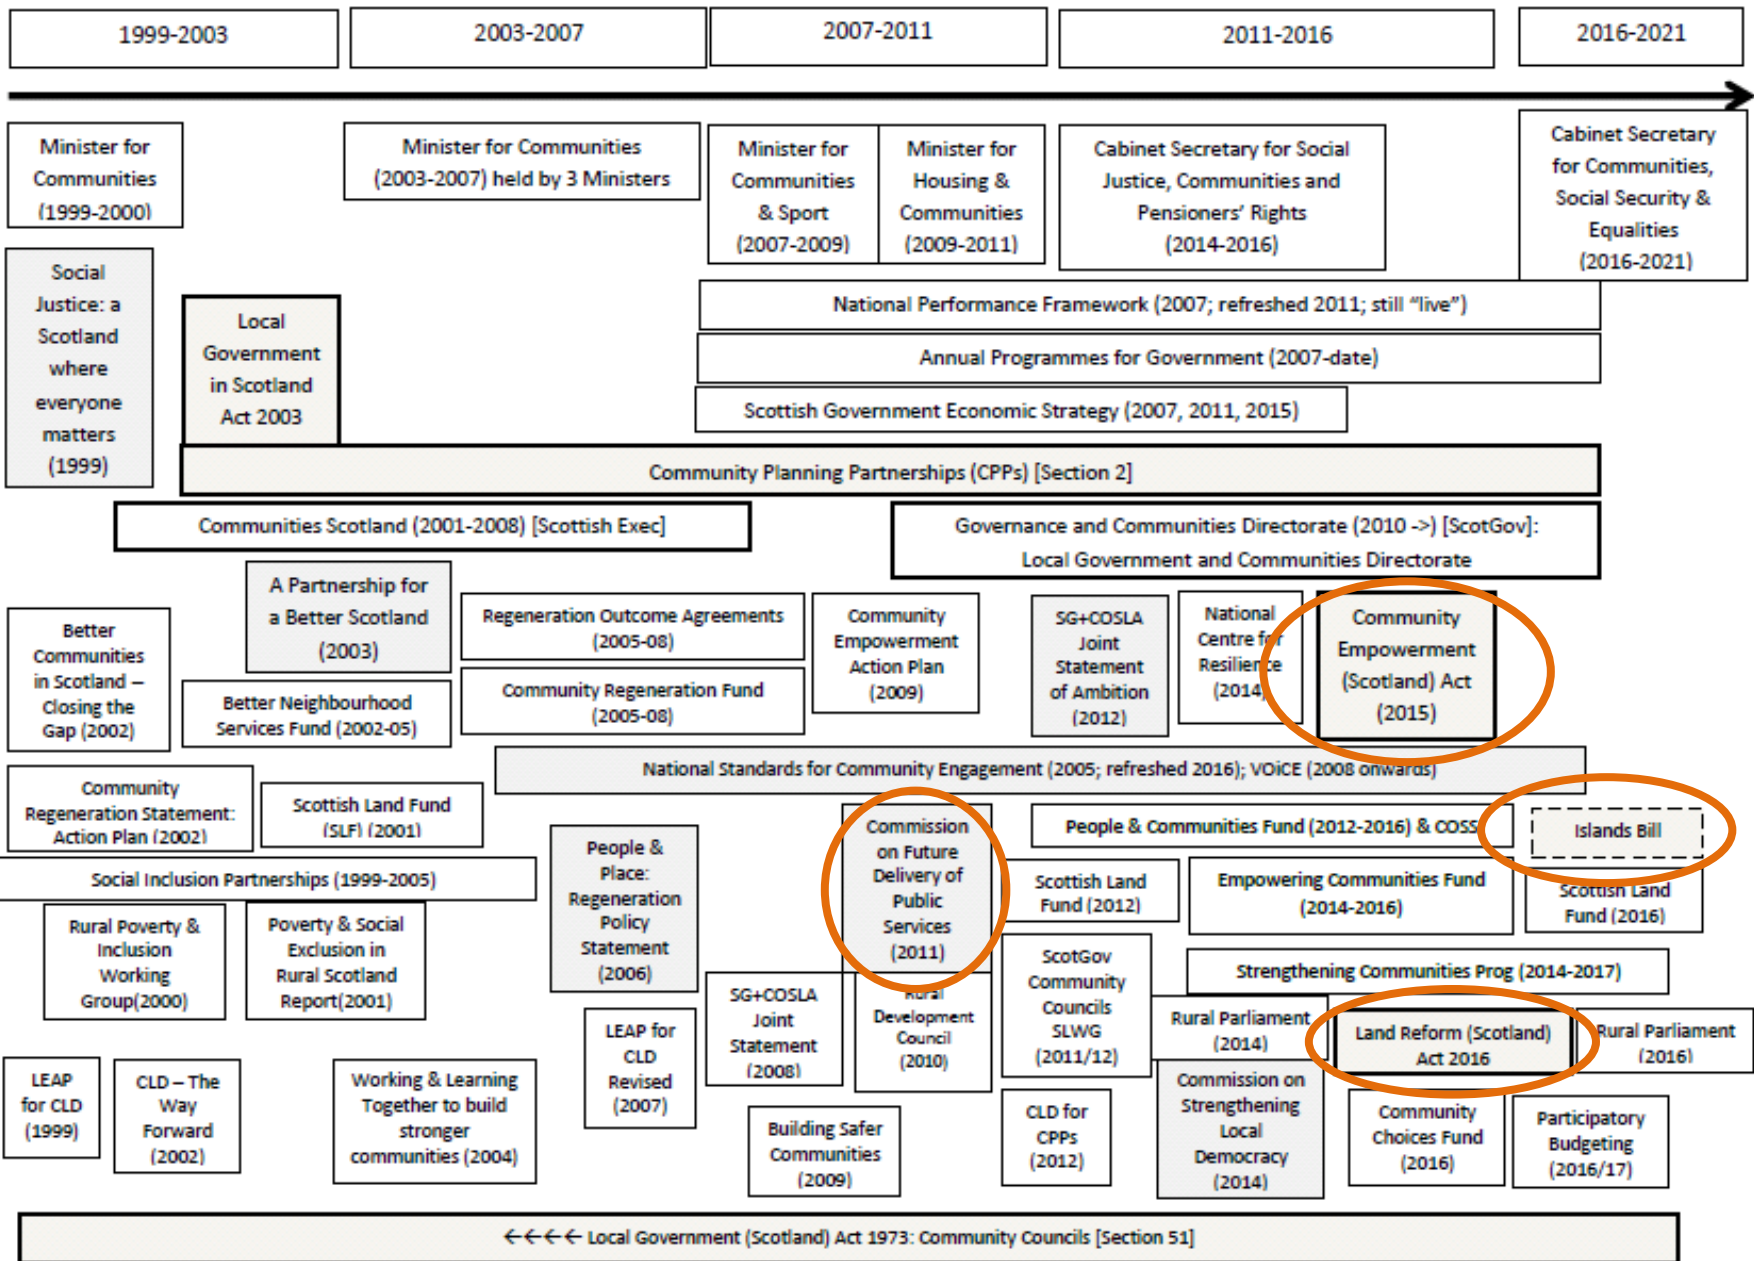 1999-2003
2003-2007
2007-2011
2011-2016
2016-2021
Minister for
Communities
(1999-2000)
Minister for Communities
(2003-2007) held by 3 Ministers
Minister for
Communities
& Sport
(2007-2009)
Minister for
Housing &
Communities
(2009-2011)
Cabinet Secretary for Social
Justice, Communities and
Pensioners' Rights
(2014-2016)
Cabinet Secretary
for Communities,
Social Security &
Equalities
(2016-2021)
Social
Justice: a
Scotland
where
everyone
matters
(1999)
Local
Government
in Scotland
Act 2003
National Performance Framework (2007; refreshed 2011; still “live”)
Annual Programmes for Government (2007-date)
Scottish Government Economic Strategy (2007, 2011, 2015)
Community Planning Partnerships (CPPs) [Section 2]
Communities Scotland (2001-2008) [Scottish Exec]
Governance and Communities Directorate (2010 ->) [ScotGov]:
Local Government and Communities Directorate
Better
Communities
in Scotland –
Closing the
Gap (2002)
A Partnership for
a Better Scotland
(2003)
Better Neighbourhood
Services Fund (2002-05)
Regeneration Outcome Agreements
(2005-08)
Community Regeneration Fund
(2005-08)
Community
Empowerment
Action Plan
(2009)
SG+COSLA
Joint
Statement
of Ambition
(2012)
National
Centre for
Resilience
(2014)
Community
Empowerment
(Scotland) Act
(2015)
National Standards for Community Engagement (2005; refreshed 2016); VOiCE (2008 onwards)
Community
Regeneration Statement:
Action Plan (2002)
Scottish Land Fund
(SLF) (2001)
People &
Place:
Regeneration
Policy
Statement
(2006)
Commission
on Future
Delivery of
Public
Services
(2011)
People & Communities Fund (2012-2016) & COSS
Islands Bill
Social Inclusion Partnerships (1999-2005)
Scottish Land
Fund (2012)
Empowering Communities Fund
(2014-2016)
Scottish Land
Fund (2016)
Rural Poverty &
Inclusion
Working
Group(2000)
Poverty & Social
Exclusion in
Rural Scotland
Report(2001)
ScotGov
Community
Councils
SLWG
(2011/12)
Strengthening Communities Prog (2014-2017)
LEAP for
CLD
Revised
(2007)
SG+COSLA
Joint
Statement
(2008)
Rural
Development
Council
(2010)
Rural Parliament
(2014)
Land Reform (Scotland)
Act 2016
Rural Parliament
(2016)
LEAP
for CLD
(1999)
CLD – The
Way
Forward
(2002)
Working & Learning
Together to build
stronger
communities (2004)
Building Safer
Communities
(2009)
CLD for
CPPs
(2012)
Commission on
Strengthening
Local
Democracy
(2014)
Community
Choices Fund
(2016)
Participatory
Budgeting
(2016/17)
←←←← Local Government (Scotland) Act 1973: Community Councils [Section 51]